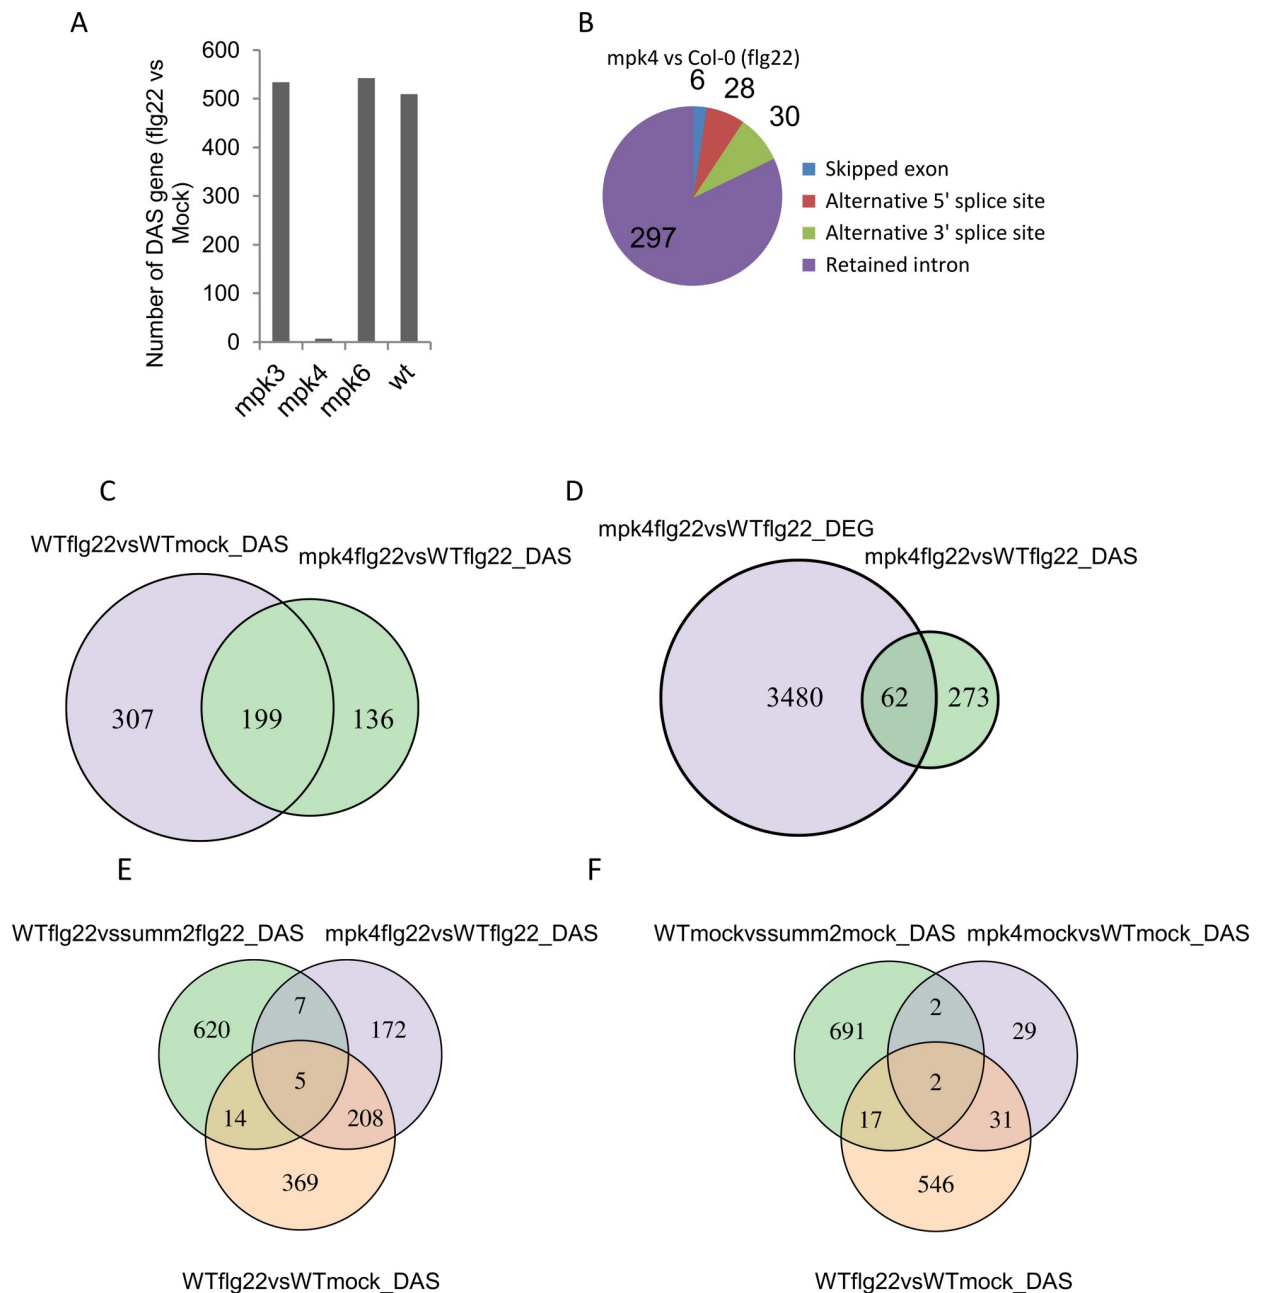 A
Number of DAS gene (flg22 vs
Mock)
600
500
400
300
200
100
0
mpk3
mpk4
mpk6
wt
B
mpk4 vs Col-0 (flg22)
6
28
30
297
Skipped exon
Alternative 5' splice site
Alternative 3' splice site
Retained intron
C
WTflg22vsWTmock_DAS
mpk4flg22vsWTflg22_DAS
307
199
136
D
mpk4flg22vsWTflg22_DEG
mpk4flg22vsWTflg22_DAS
3480
62
273
E
WTflg22vssumm2flg22_DAS
mpk4flg22vsWTflg22_DAS
7
620
172
5
14
208
369
WTflg22vsWTmock_DAS
F
WTmockvssumm2mock_DAS
mpk4mockvsWTmock_DAS
2
691
29
2
17
31
546
WTflg22vsWTmock_DAS